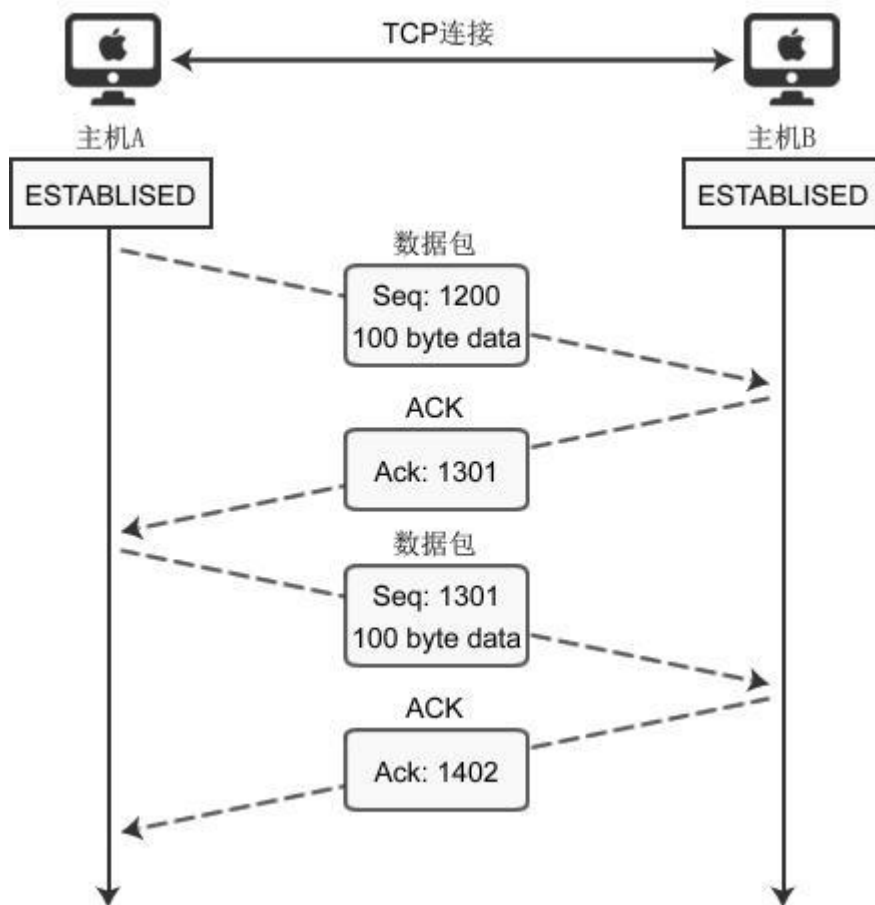 TCP连接
主机A
主机B
ESTABLISED
ESTABLISED
数据包
Seq: 1200
100 byte data
ACK
Ack: 1301
数据包
Seq: 1301
100 byte data
ACK
Ack: 1402